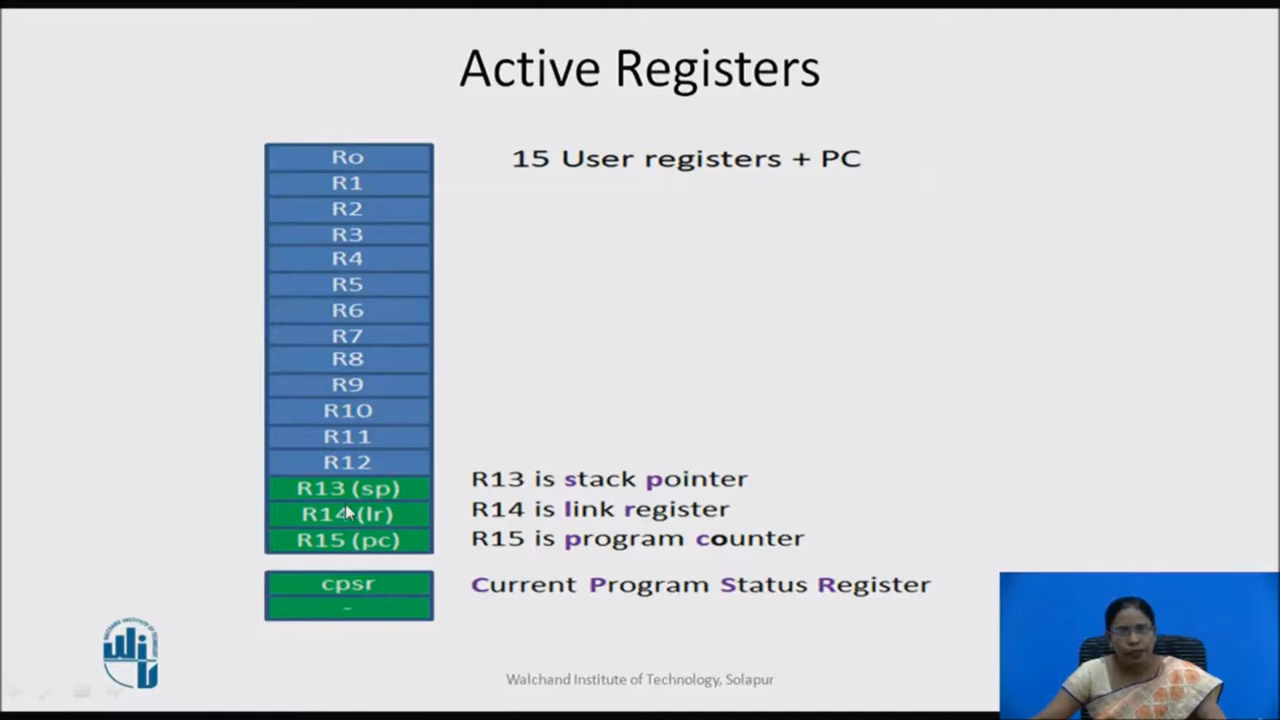 Active Registers
Ro
15 User registers + PC
R1
R2
R3
R4
R5
R6
R7
R8
R9
R10
R11
R12
R13 (sp)
R13 is stack pointer
R14 (lr)
R14 is link register
R15 (pc)
R15 is program counter
cpsr
Current Program Status Register
-
Walchand Institute of Technology, Solapur